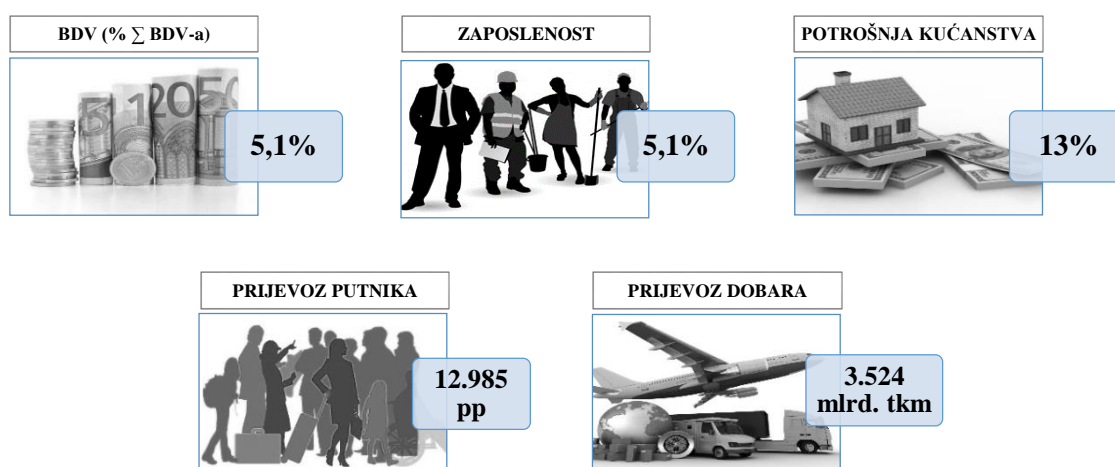 BDV (% ∑ BDV-a)
ZAPOSLENOST
POTROŠNJA KUĆANSTVA
5,1%
5,1%
13%
PRIJEVOZ PUTNIKA
PRIJEVOZ DOBARA
12.985
pp
3.524
mlrd. tkm